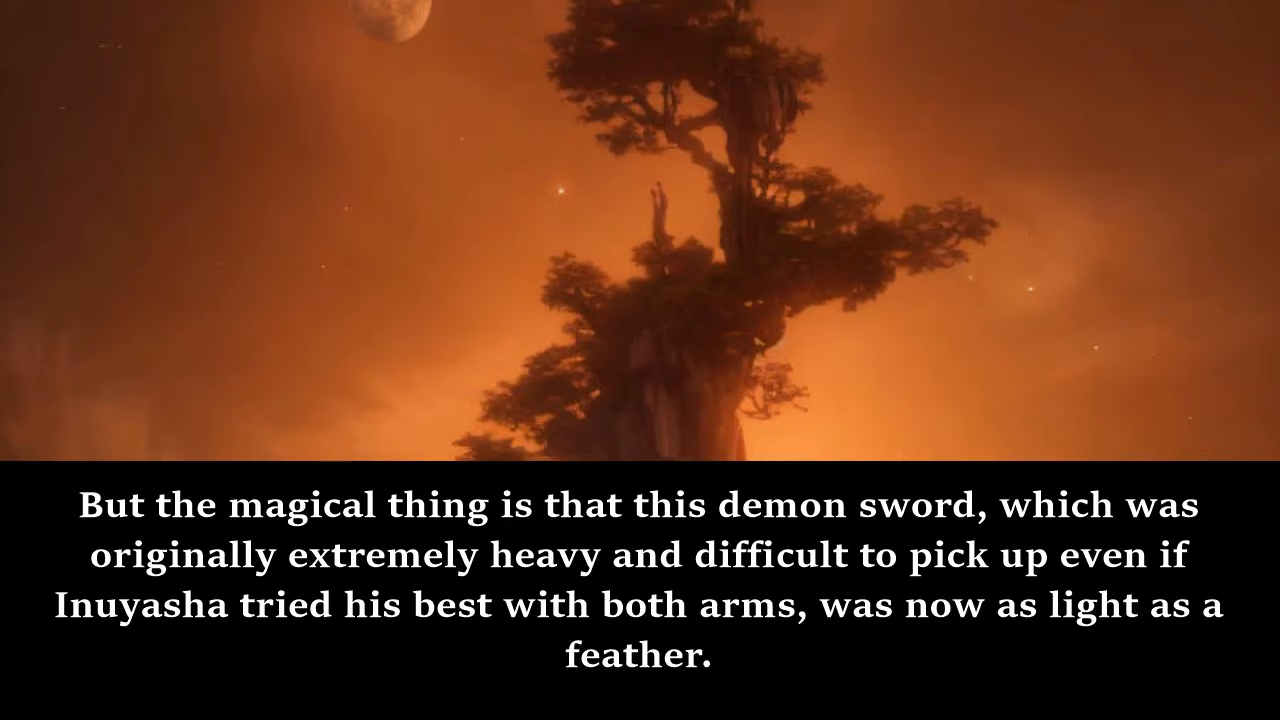 But the magical thing is that this demon sword, which was
originally extremely heavy and difficult to pick up even if
Inuyasha tried his best with both arms, was now as light as a
feather.